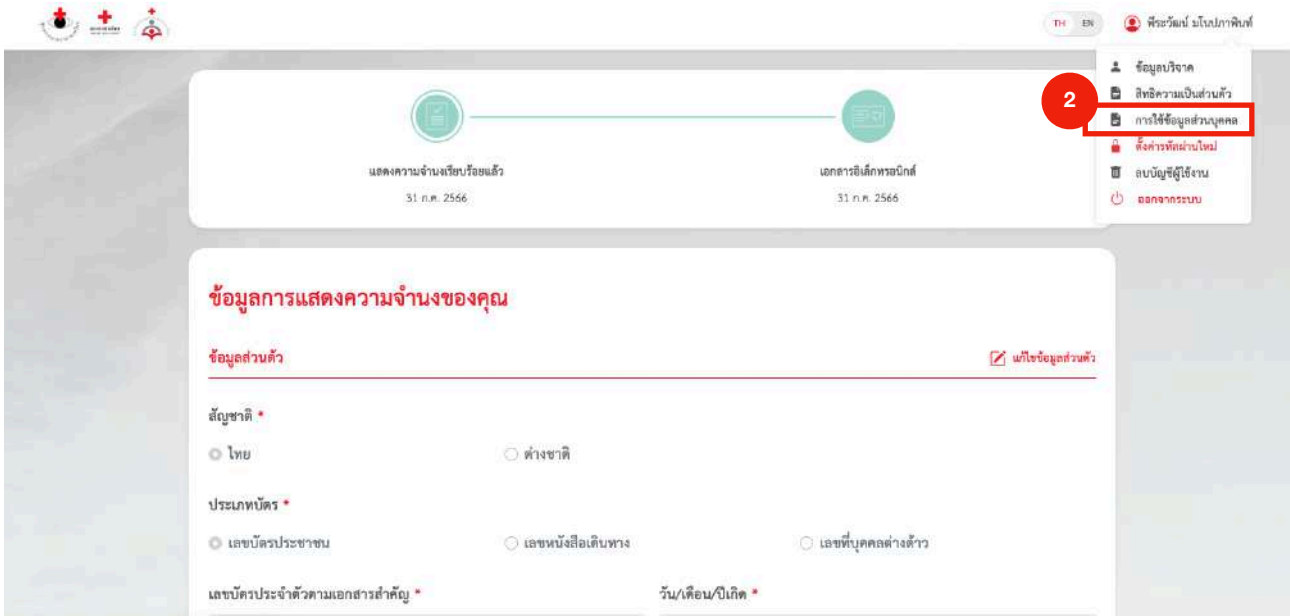 TH EN พีระวัฒน์ มโนปภาพินท์
ข้อมูลบริจาค
สิทธิความเป็นส่วนตัว
2
การใช้ข้อมูลส่วนบุคคล
ตั้งค่ารหัสผ่านใหม่
ลบบัญชีผู้ใช้งาน
ออกจากระบบ
แสดงความจำนงเรียบร้อยแล้ว เอกสารอิเล็กทรอนิกส์
31 ก.ค. 2566 31 ก.ค. 2566
ข้อมูลการแสดงความจำนงของคุณ
ข้อมูลส่วนตัว แก้ไขข้อมูลส่วนตัว
สัญชาติ *
ไทย ต่างชาติ
ประเภทบัตร *
เลขบัตรประชาชน เลขหนังสือเดินทาง เลขที่บุคคลต่างด้าว
เลขบัตรประจำตัวตามเอกสารสำคัญ * วัน/เดือน/ปีเกิด *